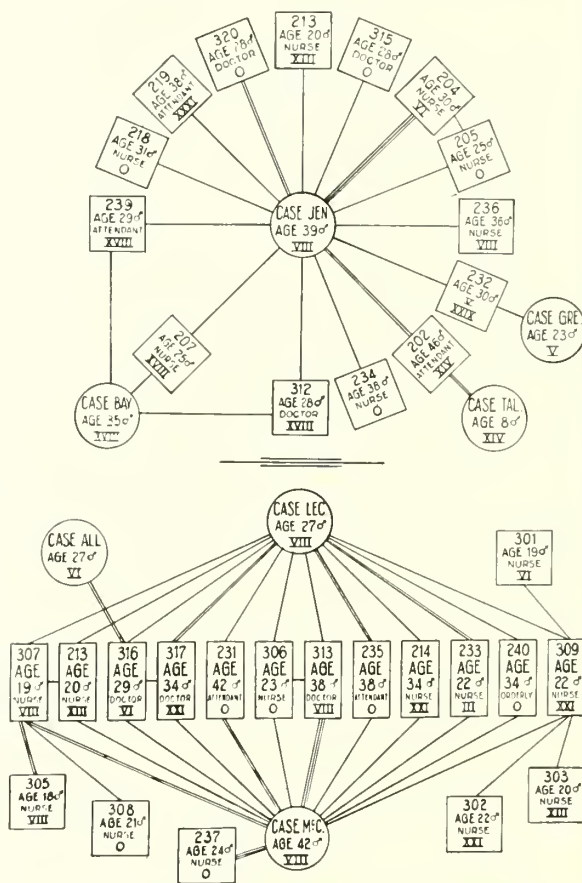 320
AGE 28♂
DOCTOR
O
213
AGE 20♂
NURSE
XIII
315
AGE 28♂
DOCTOR
O
219
AGE 38♂
ATTENDANT
XXXI
204
AGE 30♂
NURSE
VI
218
AGE 31♂
NURSE
O
205
AGE 25♂
NURSE
O
239
AGE 29♂
ATTENDANT
XVIII
CASE JEN
AGE 39♂
VIII
236
AGE 36♂
NURSE
VIII
232
AGE 30♂
V
XXIX
CASE GRE
AGE 23♂
V
207
AGE 25♂
NURSE
XVIII
202
AGE 46♂
ATTENDANT
XIV
234
AGE 38♂
NURSE
O
312
AGE 28♂
DOCTOR
XVIII
CASE BAY
AGE 35♂
XVIII
CASE TAL.
AGE 8♂
XIV
CASE LEC
AGE 27♂
VIII
CASE ALL
AGE 27♂
VI
301
AGE 19♂
NURSE
VI
307
AGE
19♂
NURSE
VIII
213
AGE
20♂
NURSE
XIII
316
AGE
29♂
DOCTOR
VI
317
AGE
34♂
DOCTOR
XXI
231
AGE
42♂
ATTENDANT
O
306
AGE
23♂
NURSE
O
313
AGE
38♂
DOCTOR
VIII
235
AGE
38♂
ATTENDANT
O
214
AGE
34♂
NURSE
XXI
233
AGE
22♂
NURSE
III
240
AGE
34♂
ORDERLY
O
309
AGE
22♂
NURSE
XXI
305
AGE 18♂
NURSE
VIII
308
AGE 21♂
NURSE
O
237
AGE 24♂
NURSE
O
CASE McC.
AGE 42♂
VIII
302
AGE 22♂
NURSE
XXI
303
AGE 20♂
NURSE
XIII